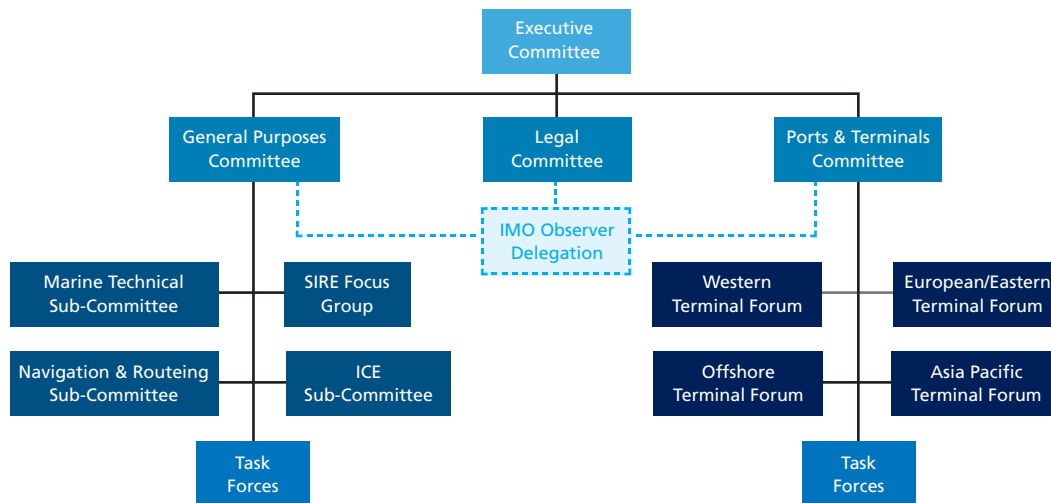 Executive
Committee
General Purposes
Committee
Legal
Committee
Ports & Terminals
Committee
IMO Observer
Delegation
Marine Technical
Sub-Committee
SIRE Focus
Group
Western
Terminal Forum
European/Eastern
Terminal Forum
Navigation & Routeing
Sub-Committee
ICE
Sub-Committee
Offshore
Terminal Forum
Asia Pacific
Terminal Forum
Task
Forces
Task
Forces